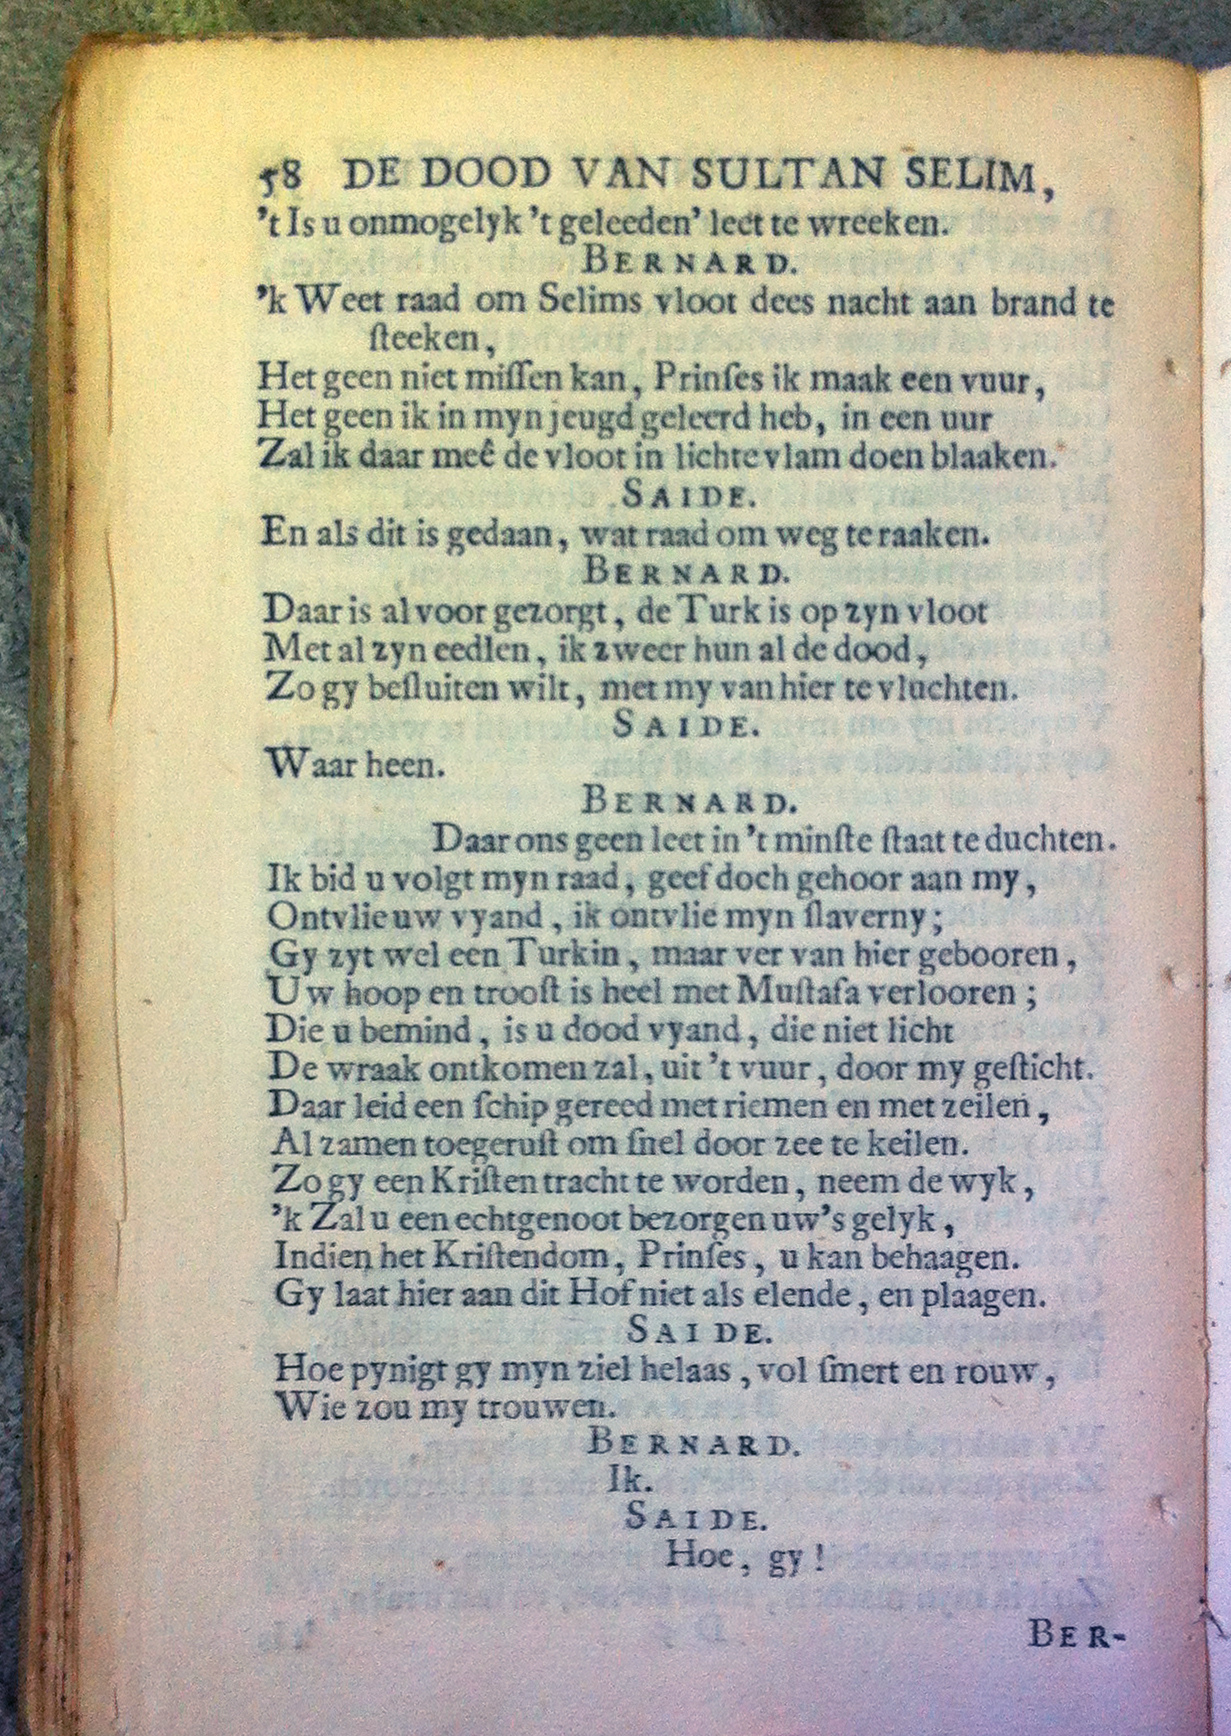 58 DE DOOD VAN SULTAN SELIM,
't Is u onmogelyk 't geleeden' leet te wreeken.
BERNARD.
'k Weet raad om Selims vloot dees nacht aan brand te
ſteeken,
Het geen niet miſſen kan, Prinſes ik maak een vuur,
Het geen ik in myn jeugd geleerd heb, in een uur
Zal ik daar meê de vloot in lichte vlam doen blaaken.
SAIDE.
En als dit is gedaan, wat raad om weg te raaken.
BERNARD.
Daar is al voor gezorgt, de Turk is op zyn vloot
Met al zyn eedlen, ik zweer hun al de dood,
Zo gy beſluiten wilt, met my van hier te vluchten.
SAIDE.
Waar heen.
BERNARD.
Daar ons geen leet in 't minſte ſtaat te duchten.
Ik bid u volgt myn raad, geef doch gehoor aan my,
Ontvlie uw vyand, ik ontvlie myn ſlaverny;
Gy zyt wel een Turkin, maar ver van hier gebooren,
Uw hoop en trooſt is heel met Muſtafa verlooren;
Die u bemind, is u dood vyand, die niet licht
De wraak ontkomen zal, uit 't vuur, door my geſticht.
Daar leid een ſchip gereed met riemen en met zeilen,
Al zamen toegeruſt om ſnel door zee te keilen.
Zo gy een Kriſten tracht te worden, neem de wyk,
'k Zal u een echtgenoot bezorgen uw's gelyk,
Indien het Kriſtendom, Prinſes, u kan behaagen.
Gy laat hier aan dit Hof niet als elende, en plaagen.
SAIDE.
Hoe pynigt gy myn ziel helaas, vol ſmert en rouw,
Wie zou my trouwen.
BERNARD.
Ik.
SAIDE.
Hoe, gy!
BER-